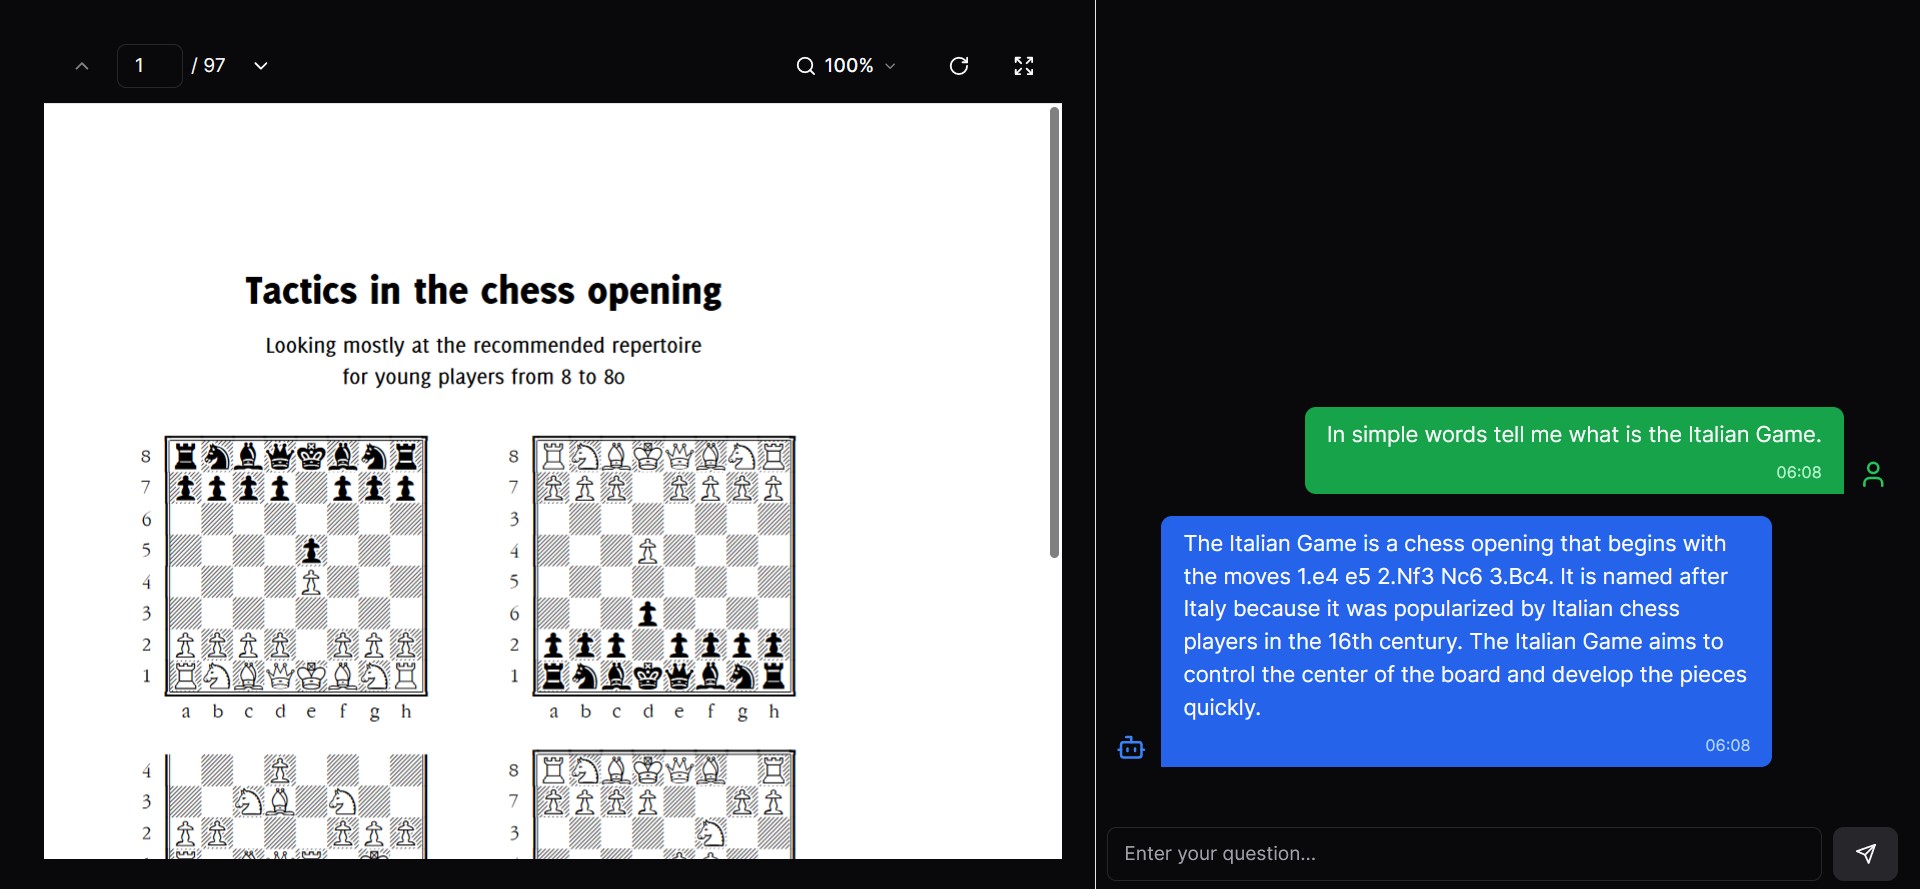 1 / 97
100%
Tactics in the chess opening
Looking mostly at the recommended repertoire
for young players from 8 to 80
8
7
6
5
4
3
2
1
a b c d e f g h
8
7
3
4
5
6
2
1
a b c d e f g h
4
3
2
8
7
3
In simple words tell me what is the Italian Game.
06:08
The Italian Game is a chess opening that begins with
the moves 1.e4 e5 2.Nf3 Nc6 3.Bc4. It is named after
Italy because it was popularized by Italian chess
players in the 16th century. The Italian Game aims to
control the center of the board and develop the pieces
quickly.
06:08
Enter your question...